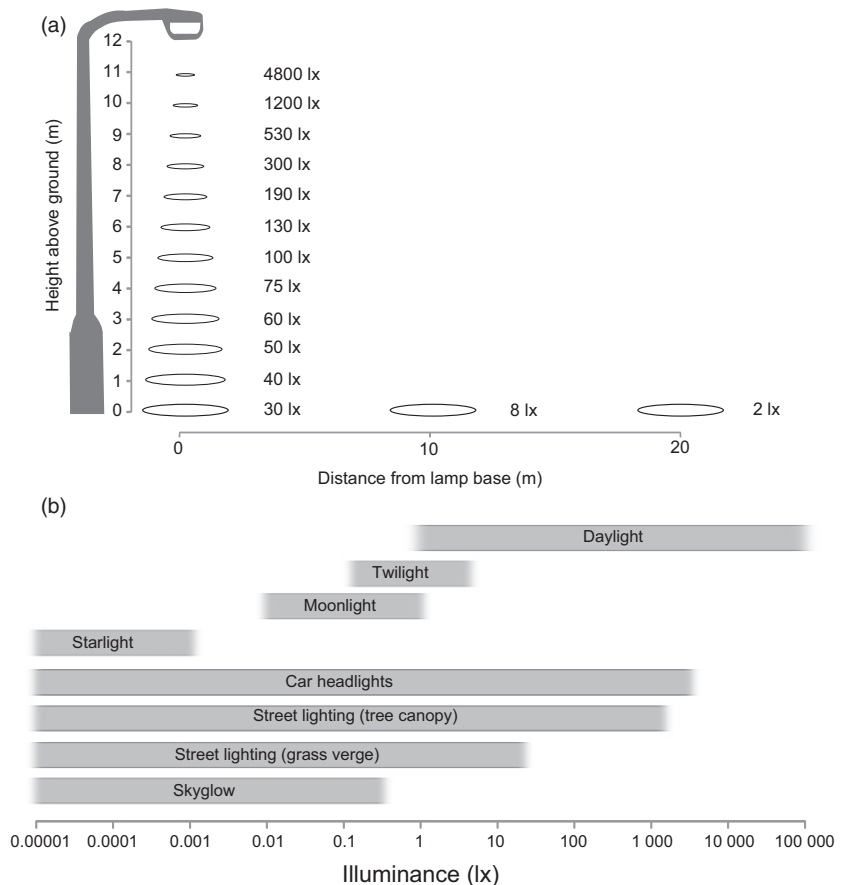 (a)
12
11
4800 lx
10
1200 lx
9
530 lx
8
300 lx
7
190 lx
6
130 lx
5
100 lx
4
75 lx
3
60 lx
2
50 lx
1
40 lx
0
30 lx
8 lx
2 lx
Height above ground (m)
0
10
20
Distance from lamp base (m)
(b)
Daylight
Twilight
Moonlight
Starlight
Car headlights
Street lighting (tree canopy)
Street lighting (grass verge)
Skyglow
0.00001 0.0001 0.001 0.01 0.1 1 10 100 1 000 10 000 100 000
Illuminance (lx)